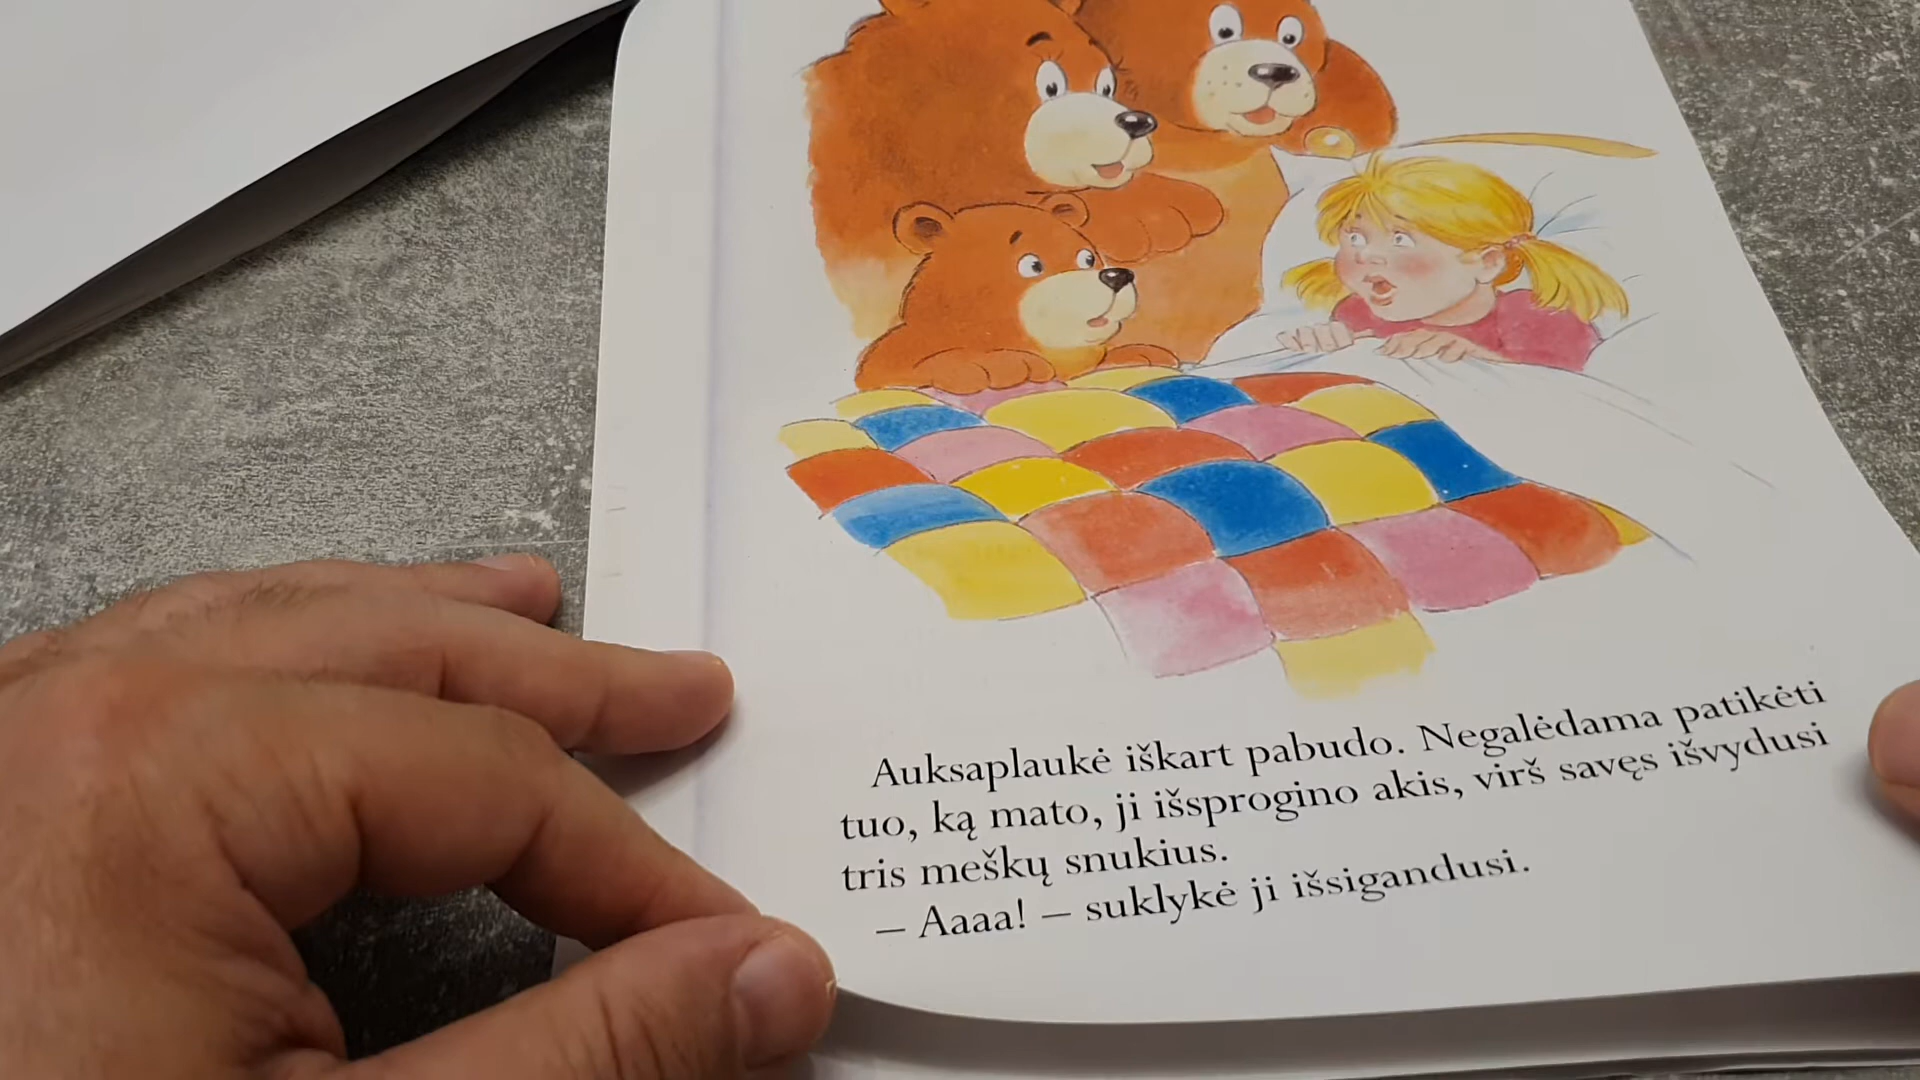 Auksaplaukė iškart pabudo. Negalėdama patikėti
tuo, ką mato, ji išsprogino akis, virš savęs išvydusi
tris meškų snukius.
– Aaaa! – suklykė ji išsigandusi.